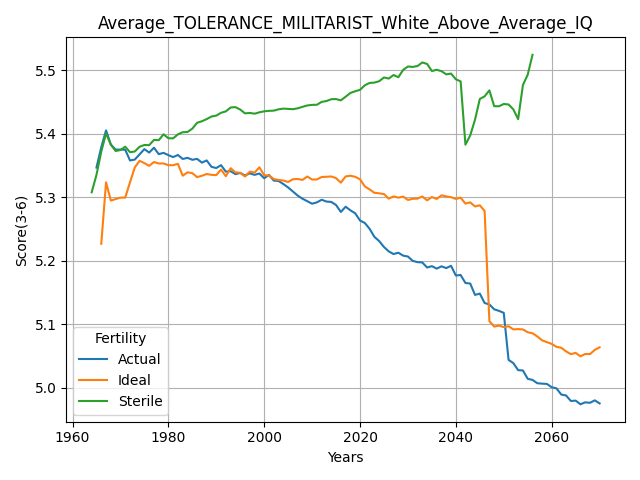 Average_TOLERANCE_MILITARIST_White_Above_Average_IQ
Score(3-6)
5.5
5.4
5.3
5.2
5.1
5.0
Fertility
Actual
Ideal
Sterile
1960 1980 2000 2020 2040 2060
Years